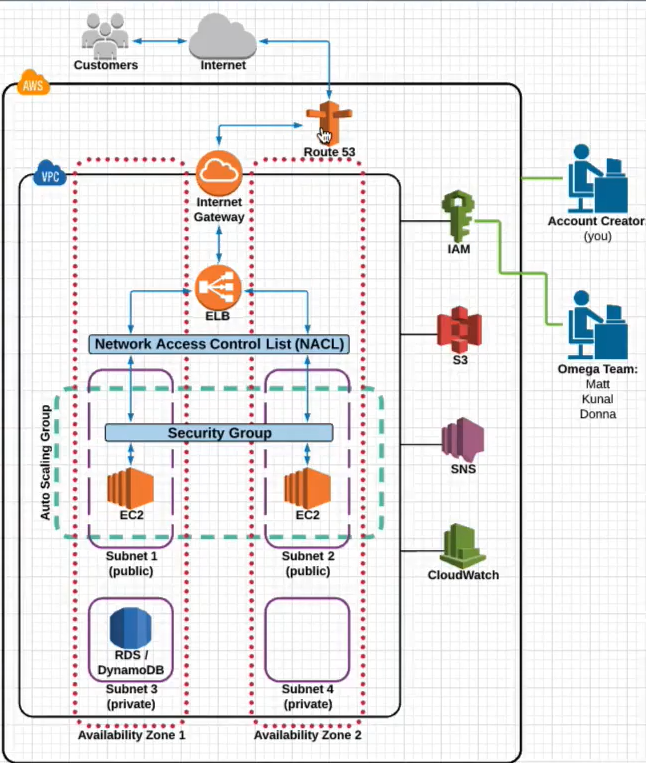 Customers
Internet
AWS
Route 53
VPC
Internet
Gateway
IAM
Account Creator
(you)
ELB
Network Access Control List (NACL)
S3
Omega Team:
Matt
Kunal
Donna
Auto Scaling Group
Security Group
SNS
EC2
EC2
Subnet 1
(public)
Subnet 2
(public)
CloudWatch
RDS /
DynamoDB
Subnet 3
(private)
Subnet 4
(private)
Availability Zone 1
Availability Zone 2